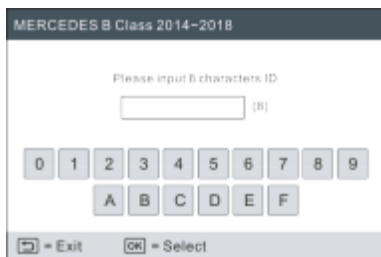 MERCEDES B Class 2014-2018
Please input 8 characters ID
(8)
0 1 2 3 4 5 6 7 8 9
A B C D E F
= Exit OK = Select